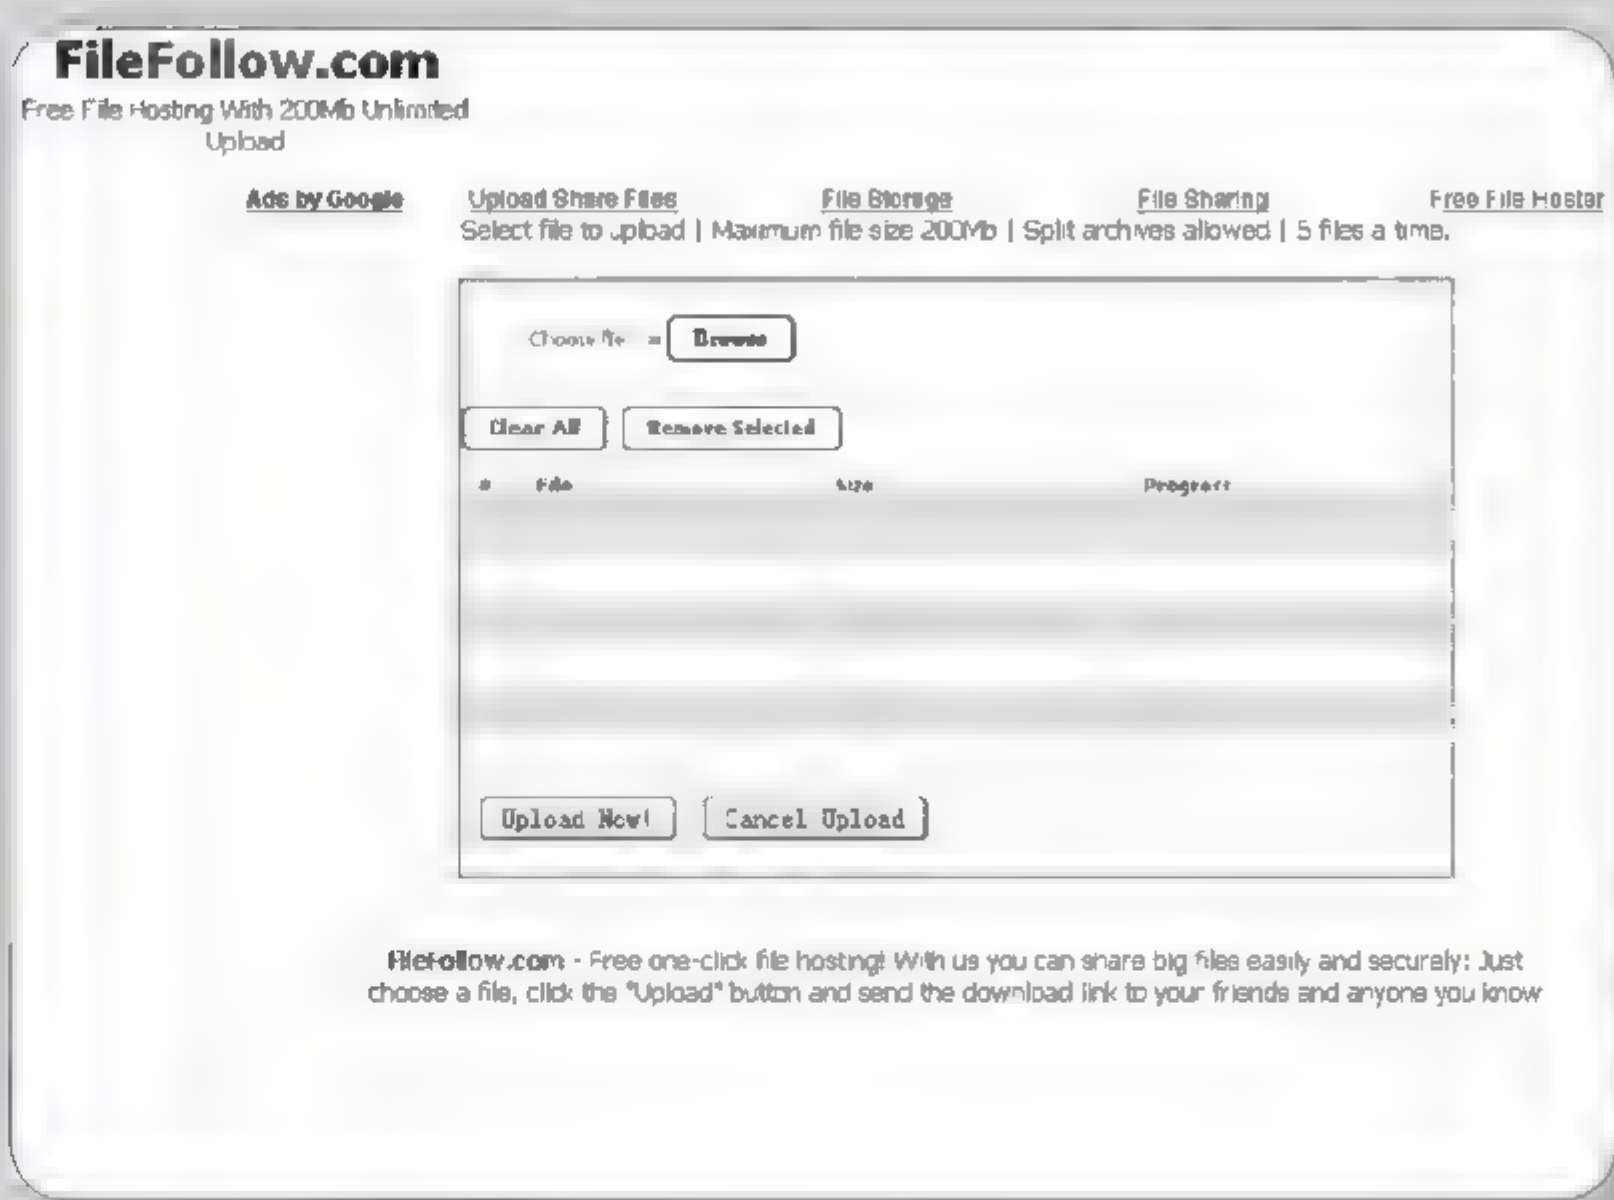 FileFollow.com
Free File Hosting With 200Mb Unlimited
Upload
Ads by Google Upload Share Files File Storage File Sharing Free File Hoster
Select file to upload | Maximum file size 200Mb | Split archives allowed | 5 files a time.
Choose file Browse
Clear All Remove Selected
# File Size Progress
Upload Now! Cancel Upload
FileFollow.com - Free one-click file hosting! With us you can share big files easily and securely: Just
choose a file, click the "Upload" button and send the download link to your friends and anyone you know